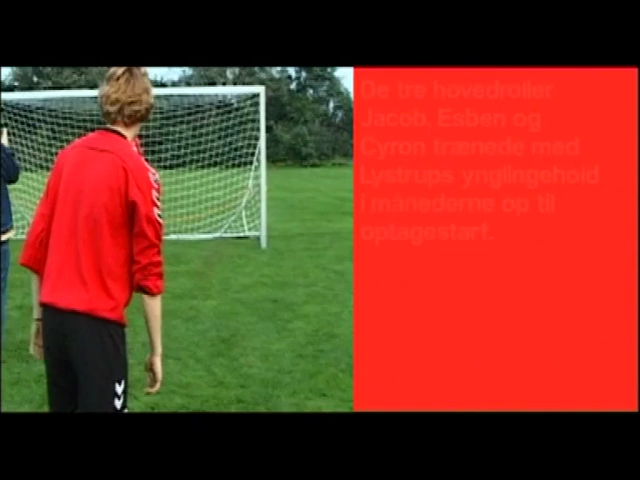 De tre hovedroller
Jacob, Esben og
Cyron trænede med
Lystrups ynglingehold
i månederne op til
optagestart.